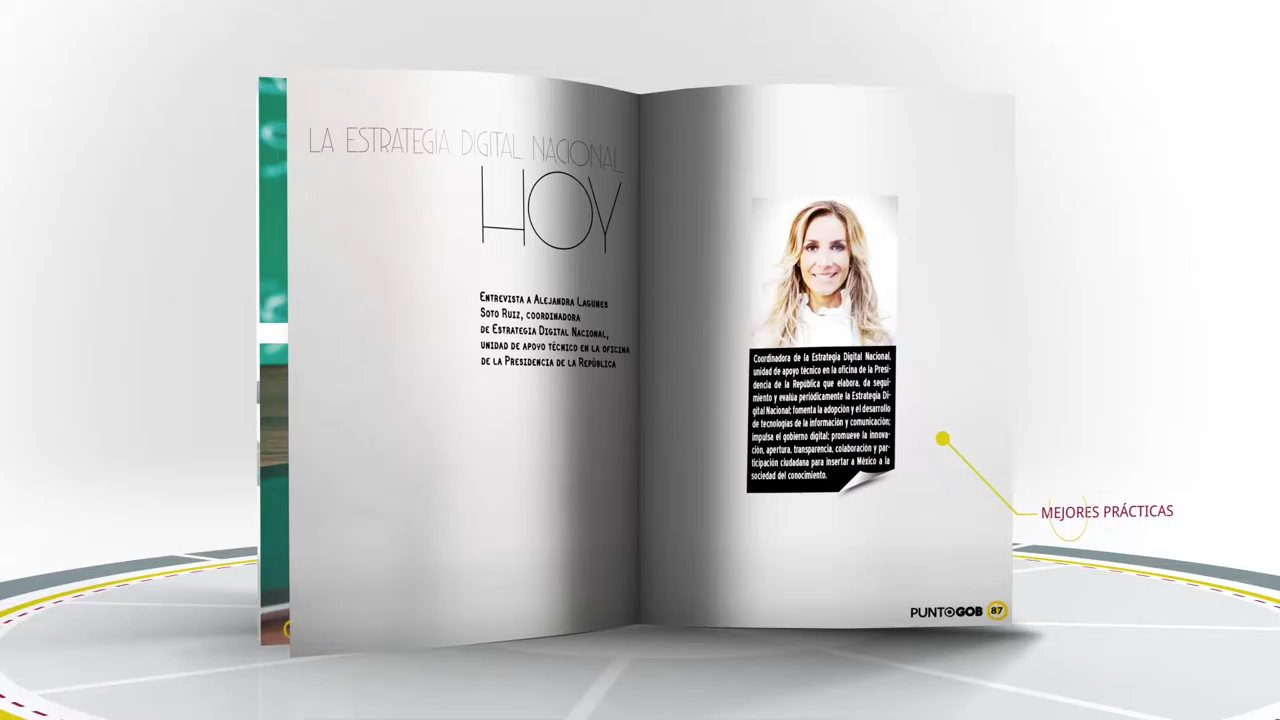 LA ESTRATEGIA DIGITAL NACIONAL
HOY
Entrevista a Alejandra Lagunes
Soto Ruiz, coordinadora
de Estrategia Digital Nacional,
unidad de apoyo técnico en la oficina
de la Presidencia de la República
Coordinadora de la Estrategia Digital Nacional,
unidad de apoyo técnico en la oficina de la Presi-
dencia de la República que elabora, da segui-
miento y evalúa periódicamente la Estrategia Di-
gital Nacional; fomenta la adopción y el desarrollo
de tecnologías de la información y comunicación;
impulsa el gobierno digital; promueve la innova-
ción, apertura, transparencia, colaboración y par-
ticipación ciudadana para insertar a México a la
sociedad del conocimiento.
MEJORES PRÁCTICAS
PUNTOGOB 87